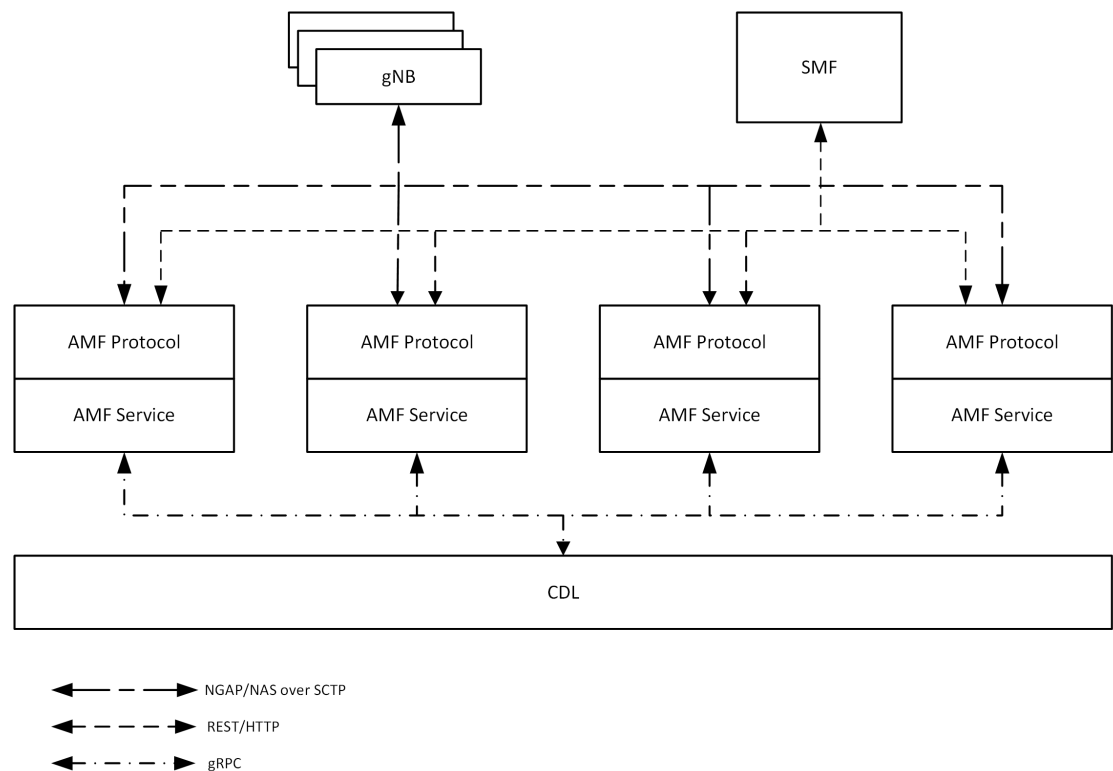 gNB
SMF
AMF Protocol
AMF Protocol
AMF Protocol
AMF Protocol
AMF Service
AMF Service
AMF Service
AMF Service
CDL
NGAP/NAS over SCTP
REST/HTTP
gRPC